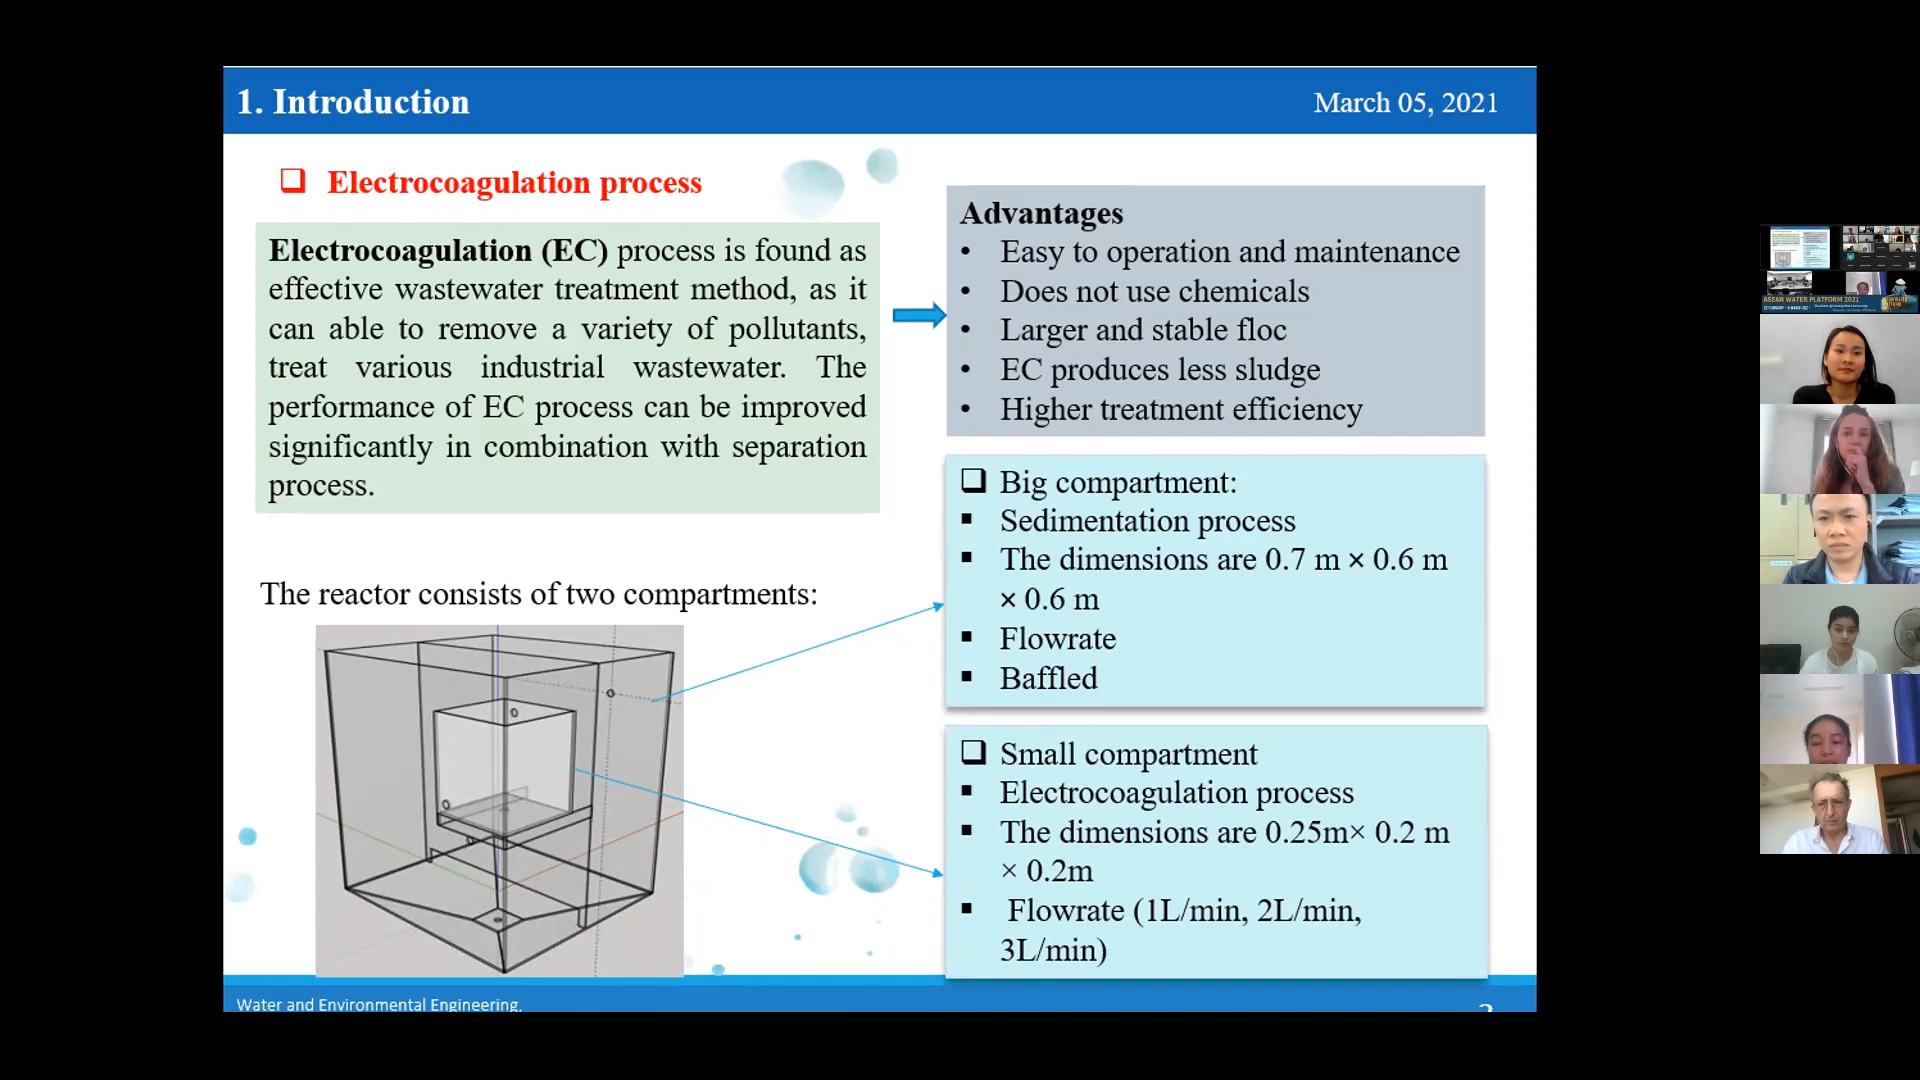 1. Introduction
March 05, 2021
❑ Electrocoagulation process
Electrocoagulation (EC) process is found as
effective wastewater treatment method, as it
can able to remove a variety of pollutants,
treat various industrial wastewater. The
performance of EC process can be improved
significantly in combination with separation
process.
Advantages
• Easy to operation and maintenance
• Does not use chemicals
• Larger and stable floc
• EC produces less sludge
• Higher treatment efficiency
The reactor consists of two compartments:
❑ Big compartment:
▪ Sedimentation process
▪ The dimensions are 0.7 m × 0.6 m
× 0.6 m
▪ Flowrate
▪ Baffled
❑ Small compartment
▪ Electrocoagulation process
▪ The dimensions are 0.25m× 0.2 m
× 0.2m
▪ Flowrate (1L/min, 2L/min,
3L/min)
Water and Environmental Engineering,
ASEAN WATER PLATFORM 2021